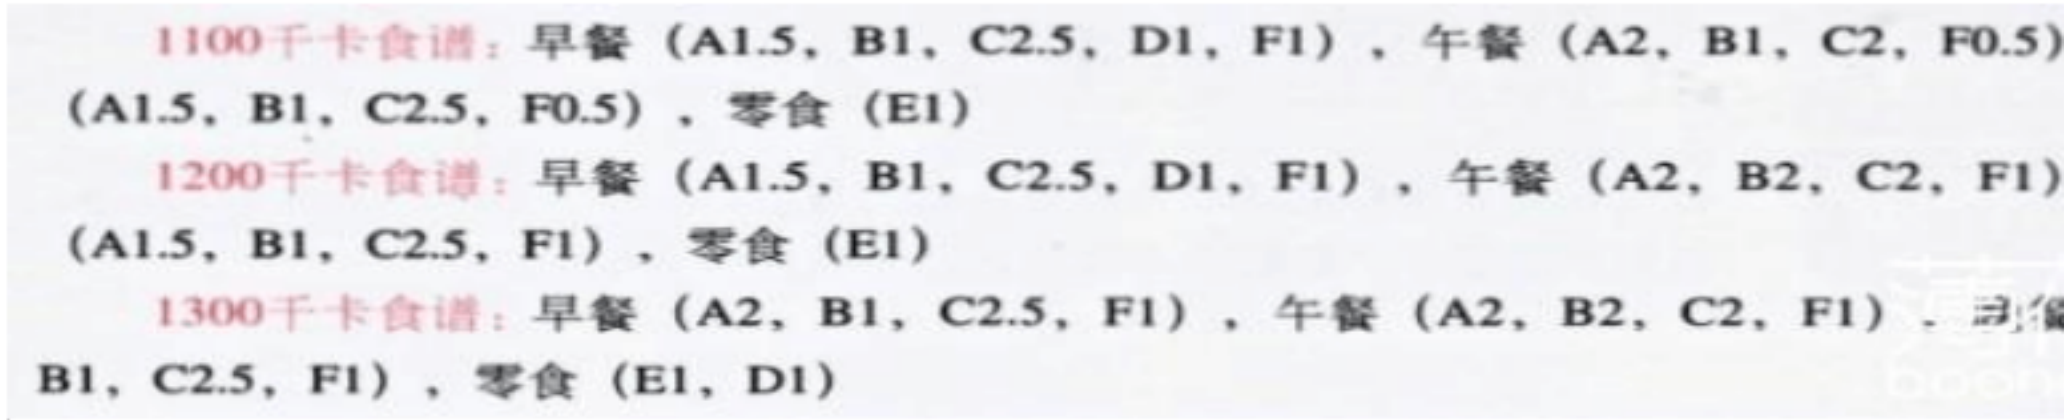 1100千卡食谱：早餐（A1.5，B1，C2.5，D1，F1），午餐（A2，B1，C2，F0.5）
（A1.5，B1，C2.5，F0.5），零食（E1）
1200千卡食谱：早餐（A1.5，B1，C2.5，D1，F1），午餐（A2，B2，C2，F1）
（A1.5，B1，C2.5，F1），零食（E1）
1300千卡食谱：早餐（A2，B1，C2.5，F1），午餐（A2，B2，C2，F1），
B1，C2.5，F1），零食（E1，D1）